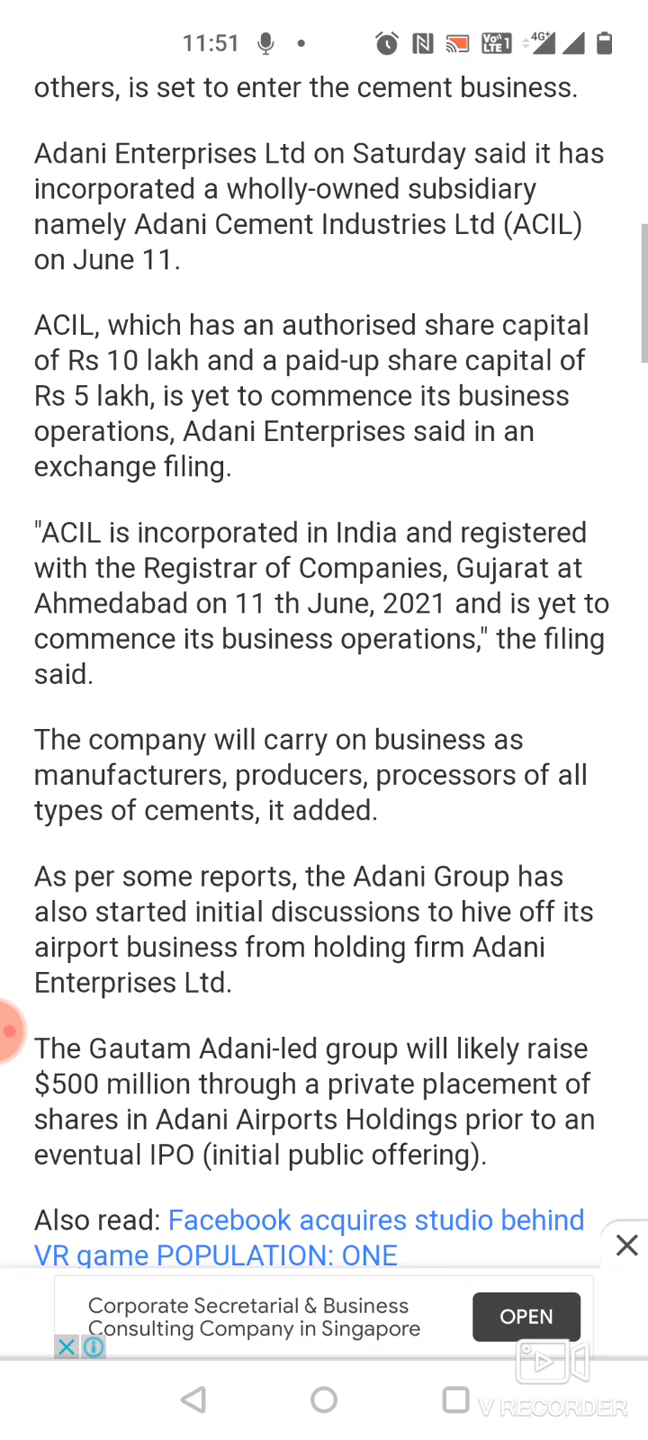 11:51
Vo)) LTE 1
4G+
others, is set to enter the cement business.
Adani Enterprises Ltd on Saturday said it has
incorporated a wholly-owned subsidiary
namely Adani Cement Industries Ltd (ACIL)
on June 11.
ACIL, which has an authorised share capital
of Rs 10 lakh and a paid-up share capital of
Rs 5 lakh, is yet to commence its business
operations, Adani Enterprises said in an
exchange filing.
"ACIL is incorporated in India and registered
with the Registrar of Companies, Gujarat at
Ahmedabad on 11 th June, 2021 and is yet to
commence its business operations," the filing
said.
The company will carry on business as
manufacturers, producers, processors of all
types of cements, it added.
As per some reports, the Adani Group has
also started initial discussions to hive off its
airport business from holding firm Adani
Enterprises Ltd.
The Gautam Adani-led group will likely raise
$500 million through a private placement of
shares in Adani Airports Holdings prior to an
eventual IPO (initial public offering).
Also read: Facebook acquires studio behind
VR game POPULATION: ONE
Corporate Secretarial & Business
Consulting Company in Singapore
OPEN
V RECORDER